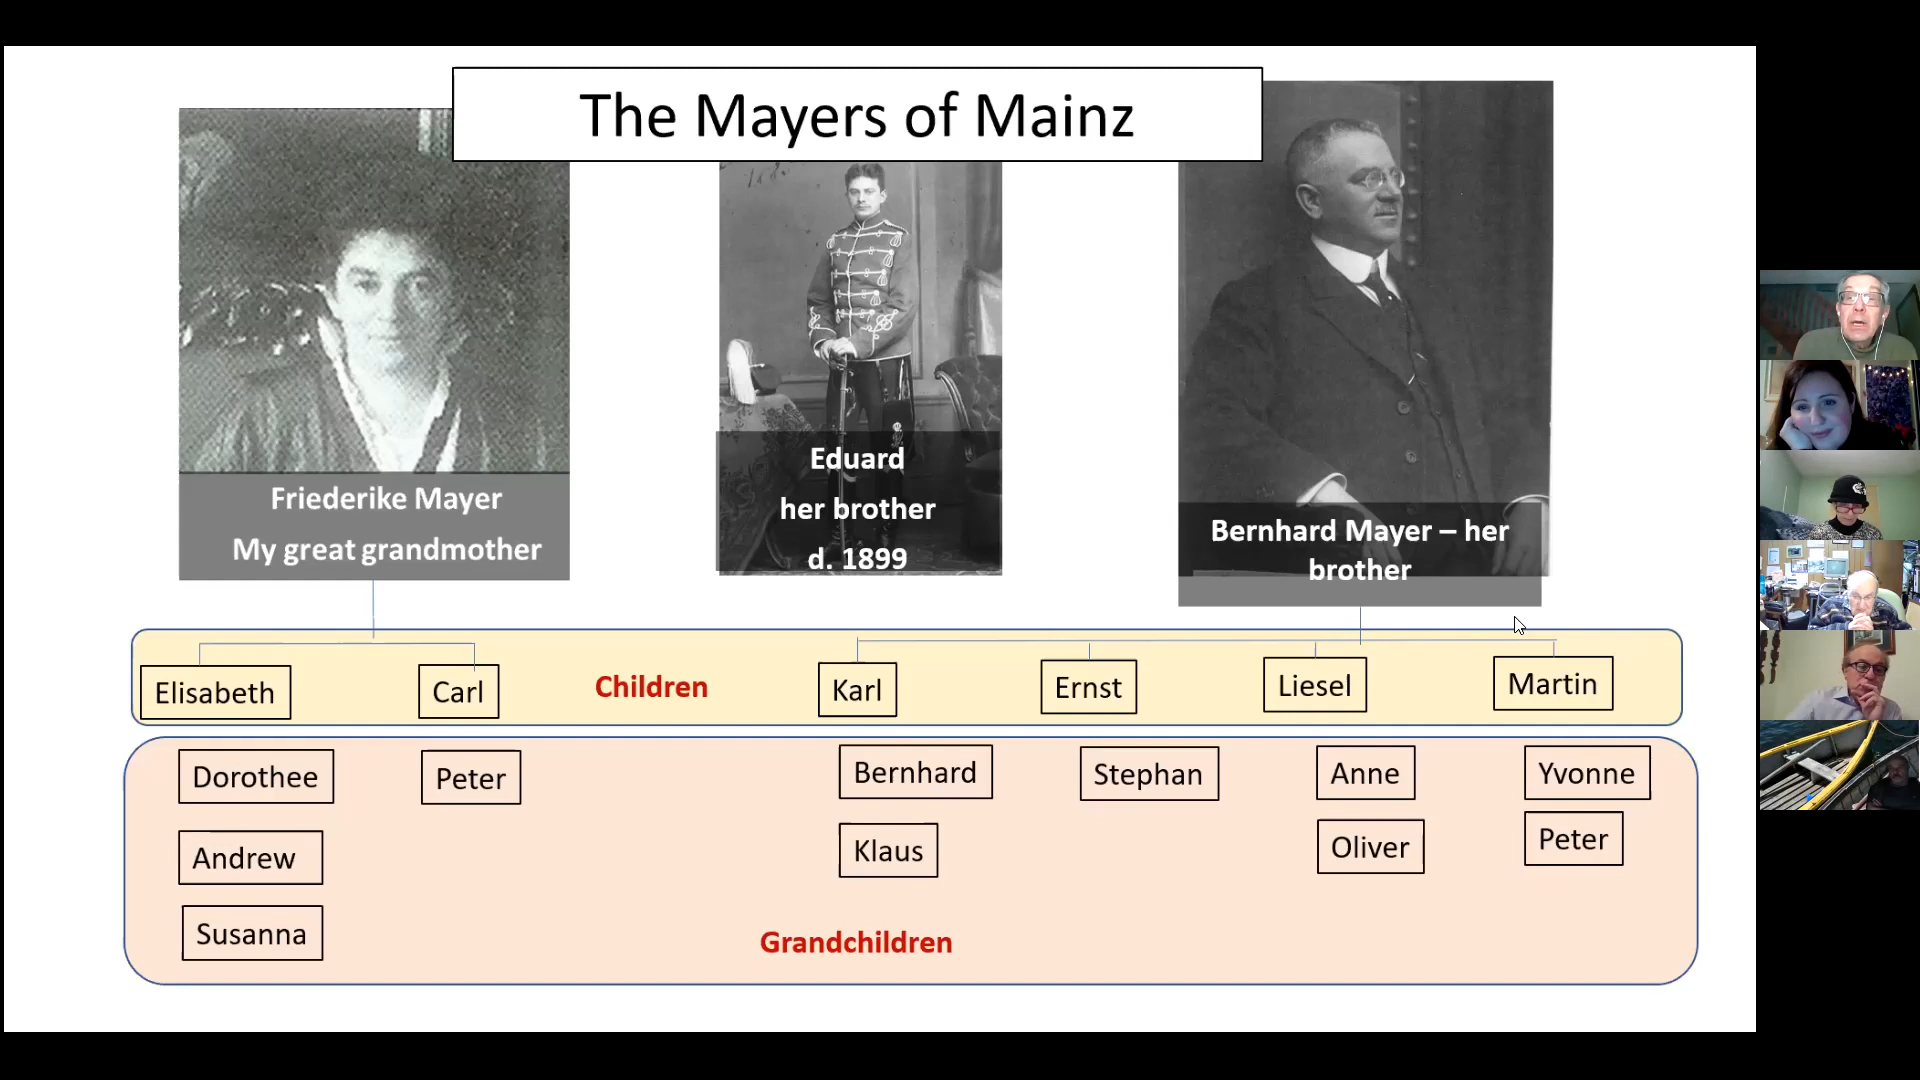 The Mayers of Mainz
Friederike Mayer
My great grandmother
Eduard
her brother
d. 1899
Bernhard Mayer – her
brother
Elisabeth
Carl
Children
Karl
Ernst
Liesel
Martin
Dorothee
Peter
Bernhard
Stephan
Anne
Yvonne
Andrew
Klaus
Oliver
Peter
Susanna
Grandchildren